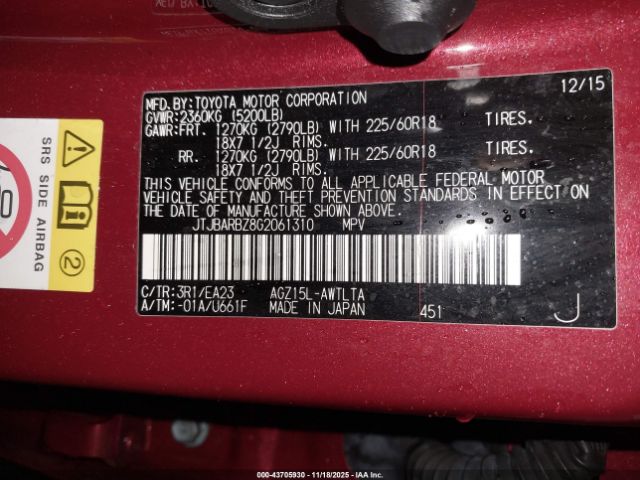 12/15
MFD. BY: TOYOTA MOTOR CORPORATION
GVWR: 2360KG (5200LB)
GAWR: FRT. 1270KG (2790LB) WITH 225/60R18 TIRES.
18X7 1/2J RIMS.
RR. 1270KG (2790LB) WITH 225/60R18 TIRES.
18X7 1/2J RIMS.
THIS VEHICLE CONFORMS TO ALL APPLICABLE FEDERAL MOTOR
VEHICLE SAFETY AND THEFT PREVENTION STANDARDS IN EFFECT ON
THE DATE OF MANUFACTURE SHOWN ABOVE.
JTJBARBZ8G2061310 MPV
C/TR: 3R1/EA23 AGZ15L-AWTLTA
A/TM: -01A/U661F MADE IN JAPAN 451 J
SRS SIDE AIRBAG
2
000-43705930 - 11/18/2025 - IAA Inc.